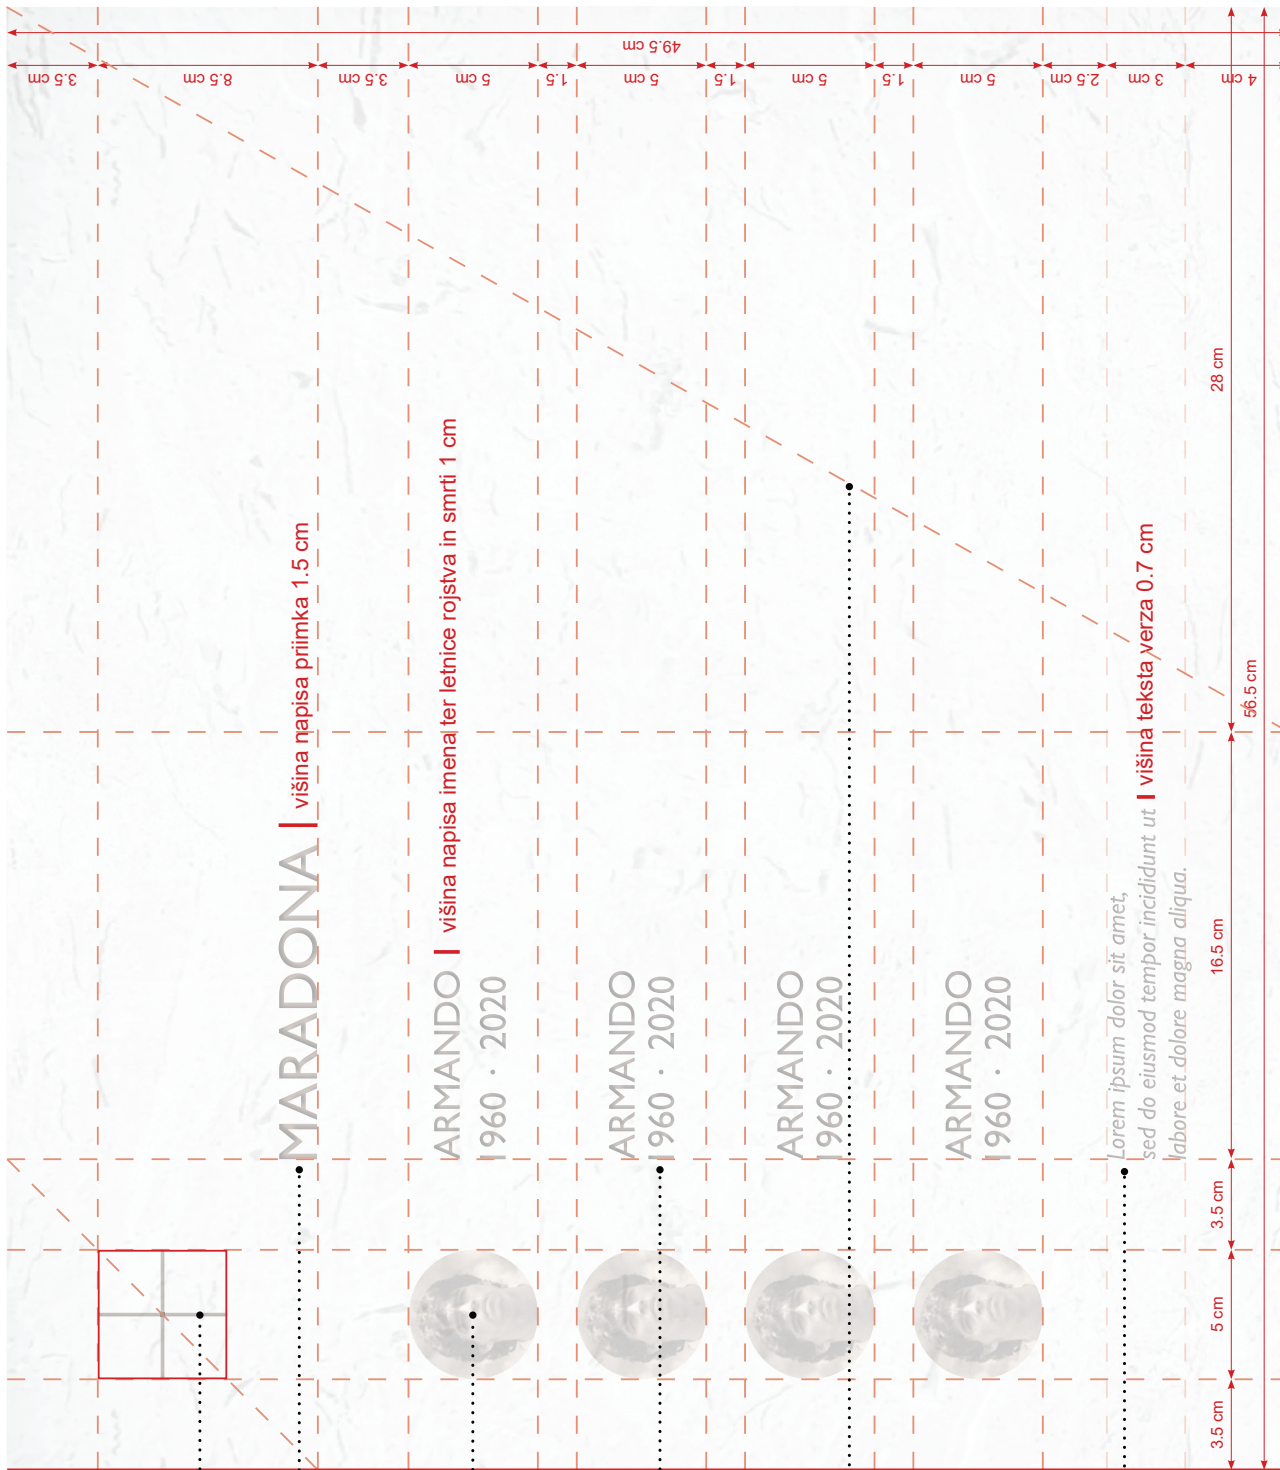 49.5 cm
3.5 cm
8.5 cm
3.5 cm
5 cm
1.5
5 cm
1.5
5 cm
1.5
5 cm
2.5 cm
3 cm
4 cm
MARADONA
višina napisa priimka 1.5 cm
ARMANDO
1960 · 2020
višina napisa imena ter letnice rojstva in smrti 1 cm
ARMANDO
1960 · 2020
ARMANDO
1960 · 2020
ARMANDO
1960 · 2020
Lorem ipsum dolor sit amet,
sed do eiusmod tempor incididunt ut
labore et dolore magna aliqua.
višina teksta verza 0.7 cm
3.5 cm
5 cm
3.5 cm
16.5 cm
28 cm
56.5 cm